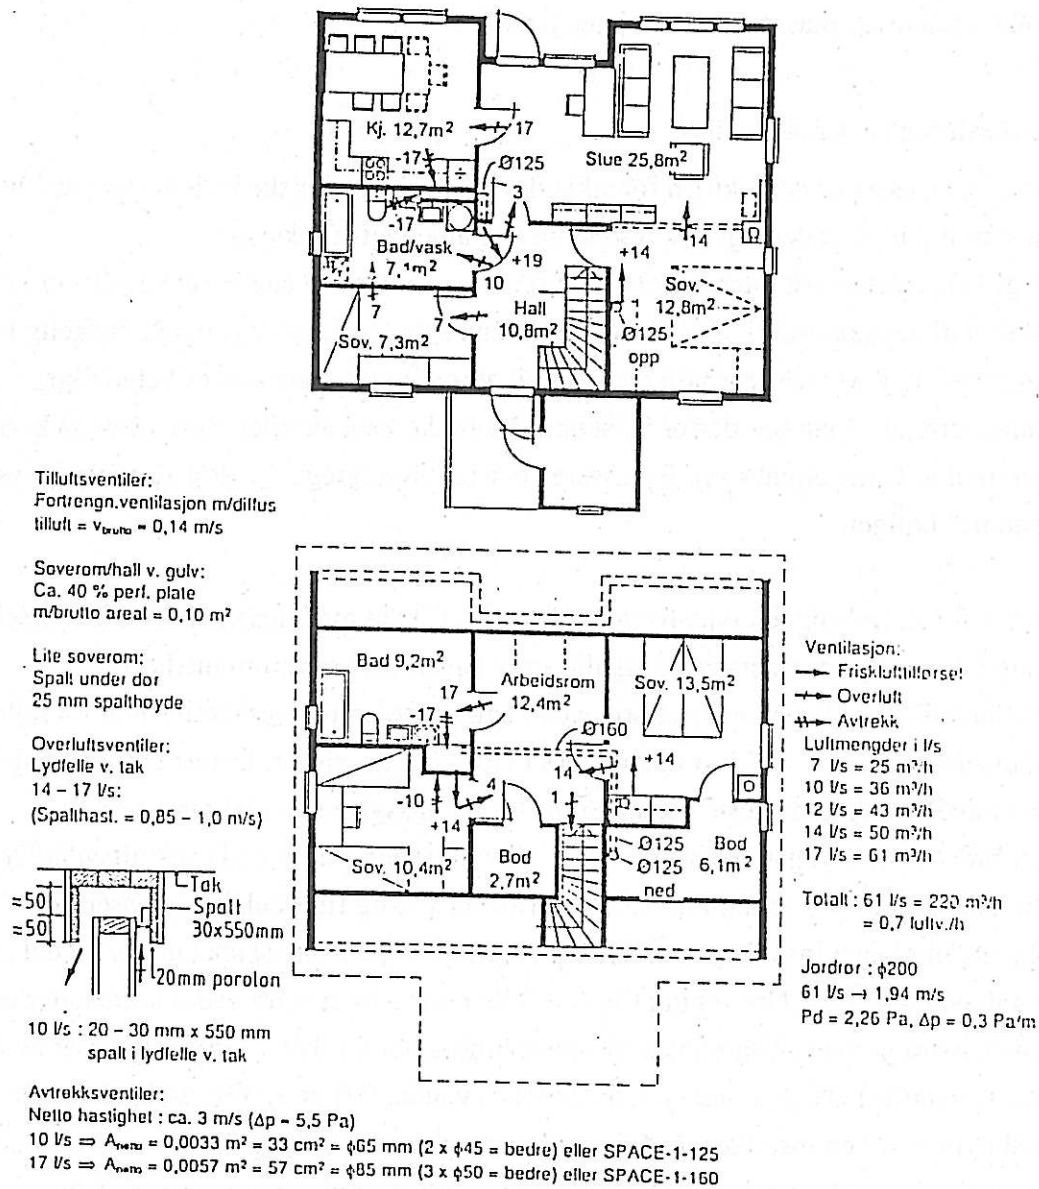 Kj. 12,7m²
17
-17
Ø125
Stue 25,8m²
3
-17
Bad/vask
7,1m²
+19
10
14
+14
Sov.
12,8m²
7
7
Hall
10,8m²
Sov. 7,3m²
Ø125
opp
Tilluftsventiler:
Fortrengn.ventilasjon m/diffus
tilluft = v brutto = 0,14 m/s
Soverom/hall v. gulv:
Ca. 40 % perf. plate
m/brutto areal = 0,10 m²
Lite soverom:
Spalt under dør
25 mm spalthøyde
Overluftsventiler:
Lydfelle v. tak
14 – 17 l/s:
(Spalthast. = 0,85 – 1,0 m/s)
≈50
≈50
Tak
Spalt
30x550mm
20mm porolon
10 l/s : 20 – 30 mm x 550 mm
spalt i lydfelle v. tak
Bad 9,2m²
17
-17
Arbeidsrom
12,4m²
Sov. 13,5m²
Ø160
14
+14
-10
4
1
+14
Sov. 10,4m²
Bod
2,7m²
Ø125
Ø125
ned
Bod
6,1m²
Ventilasjon:
Frisklufttilførsel
Overluft
Avtrekk
Luftmengder i l/s
7 l/s = 25 m³/h
10 l/s = 36 m³/h
12 l/s = 43 m³/h
14 l/s = 50 m³/h
17 l/s = 61 m³/h
Totalt : 61 l/s = 220 m³/h
= 0,7 luftv./h
Jordrør : ϕ200
61 l/s → 1,94 m/s
Pd = 2,26 Pa, Δp = 0,3 Pa/m
Avtrekksventiler:
Netto hastighet : ca. 3 m/s (Δp – 5,5 Pa)
10 l/s ⇒ A netto = 0,0033 m² = 33 cm² = ϕ65 mm (2 x ϕ45 = bedre) eller SPACE-1-125
17 l/s ⇒ A netto = 0,0057 m² = 57 cm² = ϕ85 mm (3 x ϕ50 = bedre) eller SPACE-1-160